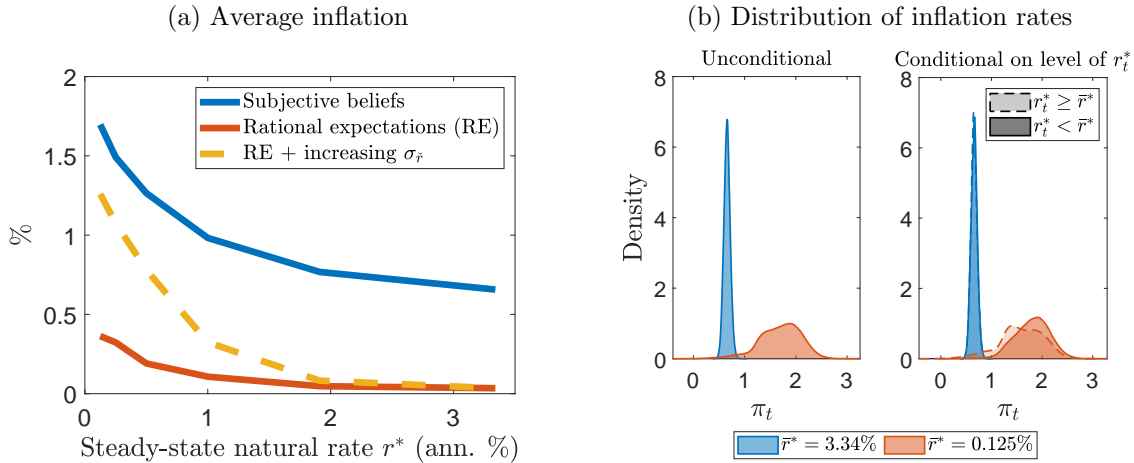 (a) Average inflation
2
1.5
1
0.5
0
%
Subjective beliefs
Rational expectations (RE)
RE + increasing σ_r̄
0 1 2 3
Steady-state natural rate r* (ann. %)
(b) Distribution of inflation rates
Unconditional
8
6
4
2
0
Density
0 1 2 3
π_t
Conditional on level of r*_t
8
6
4
2
0
r*_t ≥ r̄*
r*_t < r̄*
0 1 2 3
π_t
r̄* = 3.34% r̄* = 0.125%